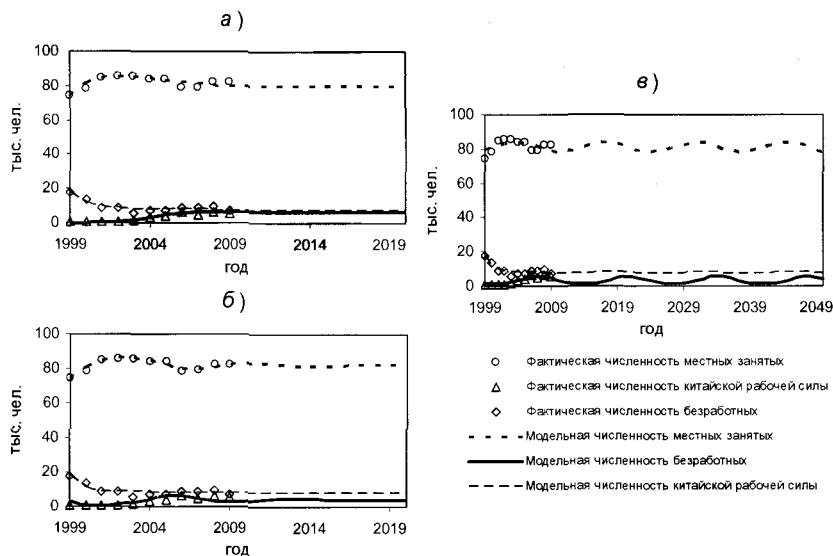 а)
100
80
60
40
20
0
тыс. чел.
1999
2004
2009
2014
2019
год
б)
100
80
60
40
20
0
тыс. чел.
1999
2004
2009
2014
2019
год
в)
100
80
60
40
20
0
тыс. чел.
1999
2009
2019
2029
2039
2049
год
Фактическая численность местных занятых
Фактическая численность китайской рабочей силы
Фактическая численность безработных
Модельная численность местных занятых
Модельная численность безработных
Модельная численность китайской рабочей силы